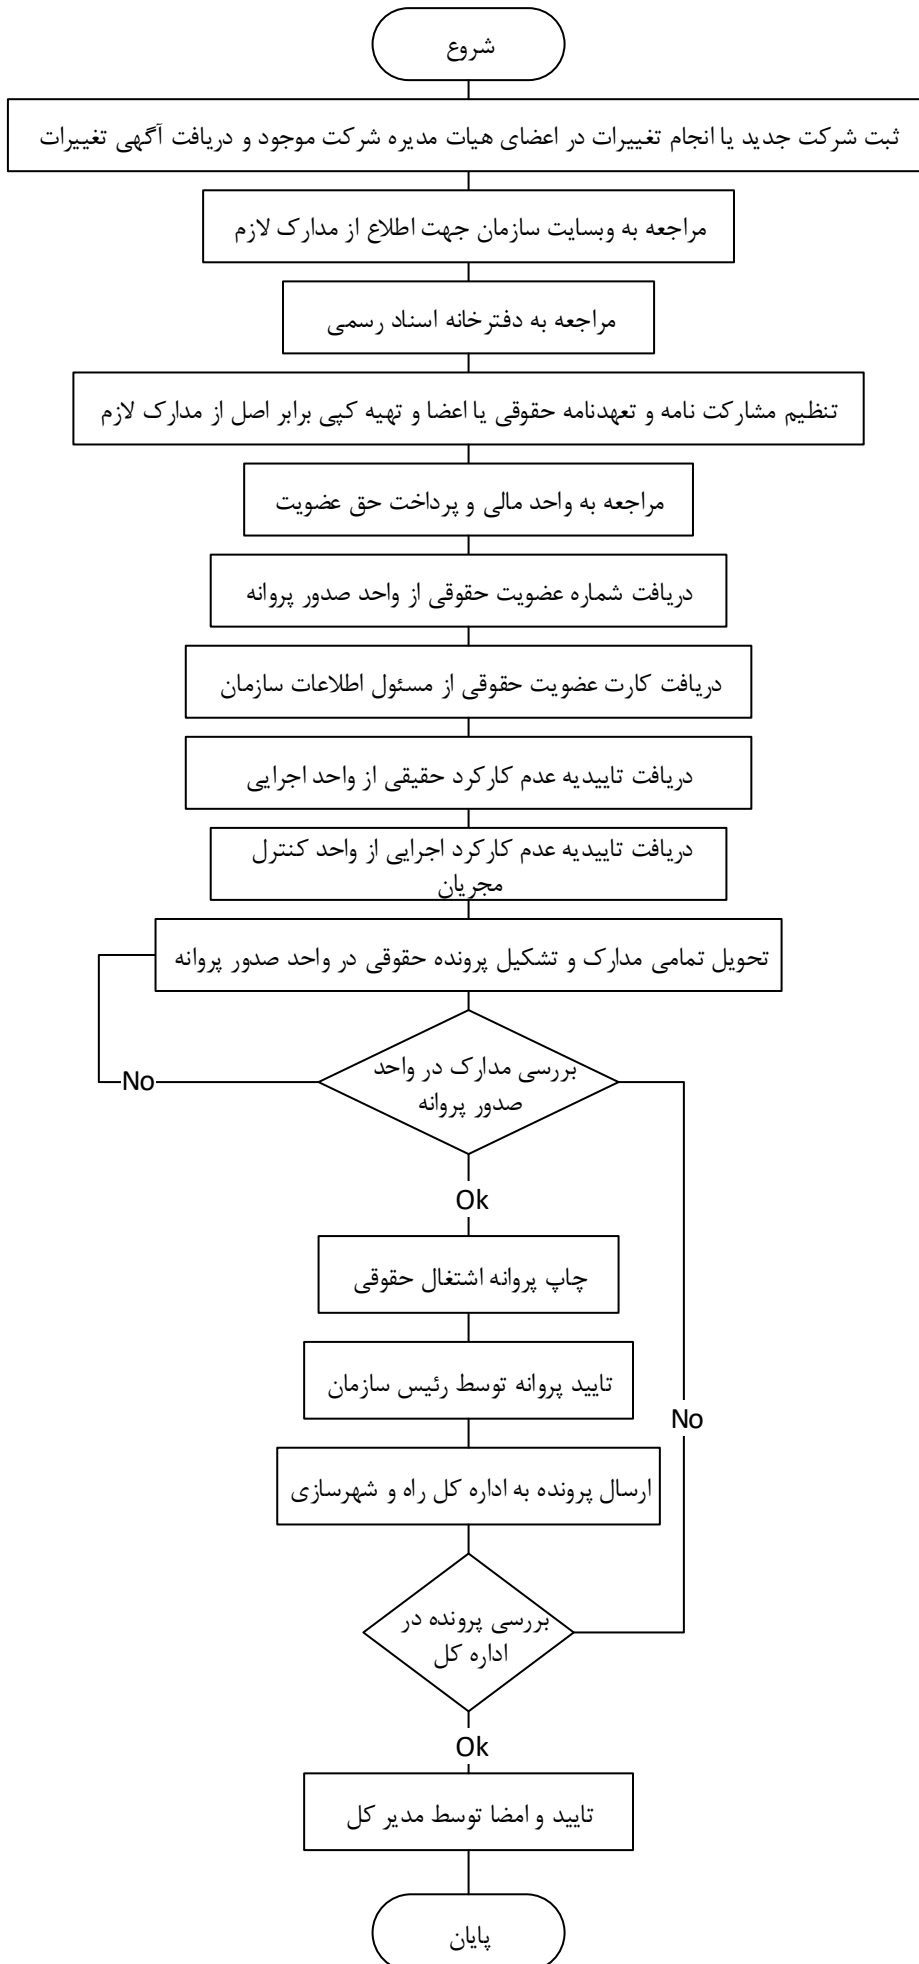 شروع
ثبت شرکت جدید یا انجام تغییرات در اعضای هیات مدیره شرکت موجود و دریافت آگهی تغییرات
مراجعه به وبسایت سازمان جهت اطلاع از مدارک لازم
مراجعه به دفترخانه اسناد رسمی
تنظیم مشارکت نامه و تعهدنامه حقوقی یا اعضا و تهیه کپی برابر اصل از مدارک لازم
مراجعه به واحد مالی و پرداخت حق عضویت
دریافت شماره عضویت حقوقی از واحد صدور پروانه
دریافت کارت عضویت حقوقی از مسئول اطلاعات سازمان
دریافت تاییدیه عدم کارکرد حقیقی از واحد اجرایی
دریافت تاییدیه عدم کارکرد اجرایی از واحد کنترل
مجریان
تحویل تمامی مدارک و تشکیل پرونده حقوقی در واحد صدور پروانه
بررسی مدارک در واحد
صدور پروانه
No
Ok
چاپ پروانه اشتغال حقوقی
تایید پروانه توسط رئیس سازمان
No
ارسال پرونده به اداره کل راه و شهرسازی
بررسی پرونده در
اداره کل
Ok
تایید و امضا توسط مدیر کل
پایان